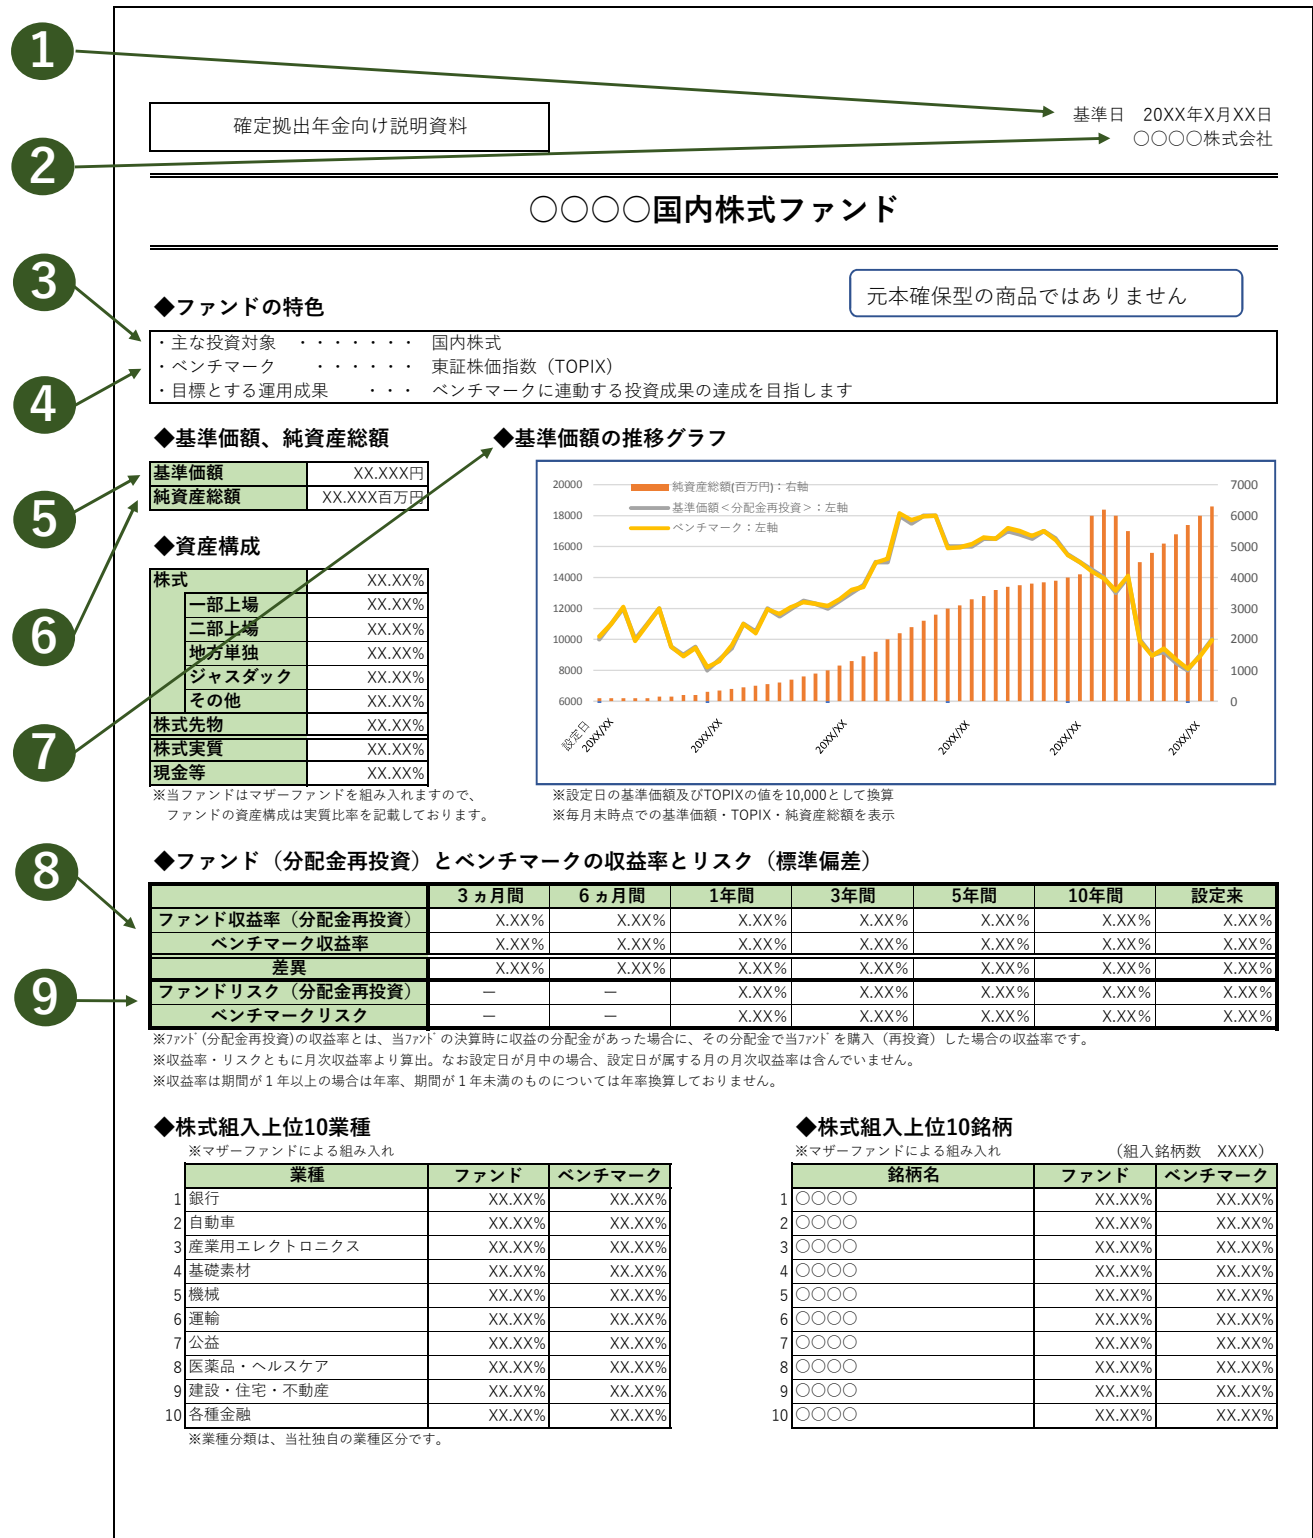 1
基準日　20XX年X月XX日
確定拠出年金向け説明資料
○○○○株式会社
2
○○○○国内株式ファンド
3
元本確保型の商品ではありません
◆ファンドの特色
・主な投資対象　・・・・・・・　国内株式
・ベンチマーク　　・・・・・・　東証株価指数（TOPIX）
・目標とする運用成果　　・・・　ベンチマークに連動する投資成果の達成を目指します
4
◆基準価額、純資産総額
基準価額　XX.XXX円
純資産総額　XX.XXX百万円
5
◆資産構成
株式　XX.XX%
一部上場　XX.XX%
二部上場　XX.XX%
地方単独　XX.XX%
ジャスダック　XX.XX%
その他　XX.XX%
株式先物　XX.XX%
株式実質　XX.XX%
現金等　XX.XX%
※当ファンドはマザーファンドを組み入れますので、
ファンドの資産構成は実質比率を記載しております。
6
7
◆基準価額の推移グラフ
純資産総額(百万円)：右軸
基準価額＜分配金再投資＞：左軸
ベンチマーク：左軸
20000
18000
16000
14000
12000
10000
8000
6000
7000
6000
5000
4000
3000
2000
1000
0
設定日
20XX/XX
20XX/XX
20XX/XX
20XX/XX
20XX/XX
20XX/XX
※設定日の基準価額及びTOPIXの値を10,000として換算
※毎月末時点での基準価額・TOPIX・純資産総額を表示
8
◆ファンド（分配金再投資）とベンチマークの収益率とリスク（標準偏差）
3ヵ月間　6ヵ月間　1年間　3年間　5年間　10年間　設定来
ファンド収益率（分配金再投資）　X.XX%　X.XX%　X.XX%　X.XX%　X.XX%　X.XX%　X.XX%
ベンチマーク収益率　X.XX%　X.XX%　X.XX%　X.XX%　X.XX%　X.XX%　X.XX%
差異　X.XX%　X.XX%　X.XX%　X.XX%　X.XX%　X.XX%　X.XX%
9
ファンドリスク（分配金再投資）　－　－　X.XX%　X.XX%　X.XX%　X.XX%　X.XX%
ベンチマークリスク　－　－　X.XX%　X.XX%　X.XX%　X.XX%　X.XX%
※ﾌｧﾝﾄﾞ(分配金再投資)の収益率とは、当ﾌｧﾝﾄﾞの決算時に収益の分配金があった場合に、その分配金で当ﾌｧﾝﾄﾞを購入（再投資）した場合の収益率です。
※収益率・リスクともに月次収益率より算出。なお設定日が月中の場合、設定日が属する月の月次収益率は含んでいません。
※収益率は期間が1年以上の場合は年率、期間が1年未満のものについては年率換算しておりません。
◆株式組入上位10業種
※マザーファンドによる組み入れ
業種　ファンド　ベンチマーク
1 銀行　XX.XX%　XX.XX%
2 自動車　XX.XX%　XX.XX%
3 産業用エレクトロニクス　XX.XX%　XX.XX%
4 基礎素材　XX.XX%　XX.XX%
5 機械　XX.XX%　XX.XX%
6 運輸　XX.XX%　XX.XX%
7 公益　XX.XX%　XX.XX%
8 医薬品・ヘルスケア　XX.XX%　XX.XX%
9 建設・住宅・不動産　XX.XX%　XX.XX%
10 各種金融　XX.XX%　XX.XX%
※業種分類は、当社独自の業種区分です。
◆株式組入上位10銘柄
※マザーファンドによる組み入れ　（組入銘柄数　XXXX）
銘柄名　ファンド　ベンチマーク
1 ○○○○　XX.XX%　XX.XX%
2 ○○○○　XX.XX%　XX.XX%
3 ○○○○　XX.XX%　XX.XX%
4 ○○○○　XX.XX%　XX.XX%
5 ○○○○　XX.XX%　XX.XX%
6 ○○○○　XX.XX%　XX.XX%
7 ○○○○　XX.XX%　XX.XX%
8 ○○○○　XX.XX%　XX.XX%
9 ○○○○　XX.XX%　XX.XX%
10 ○○○○　XX.XX%　XX.XX%